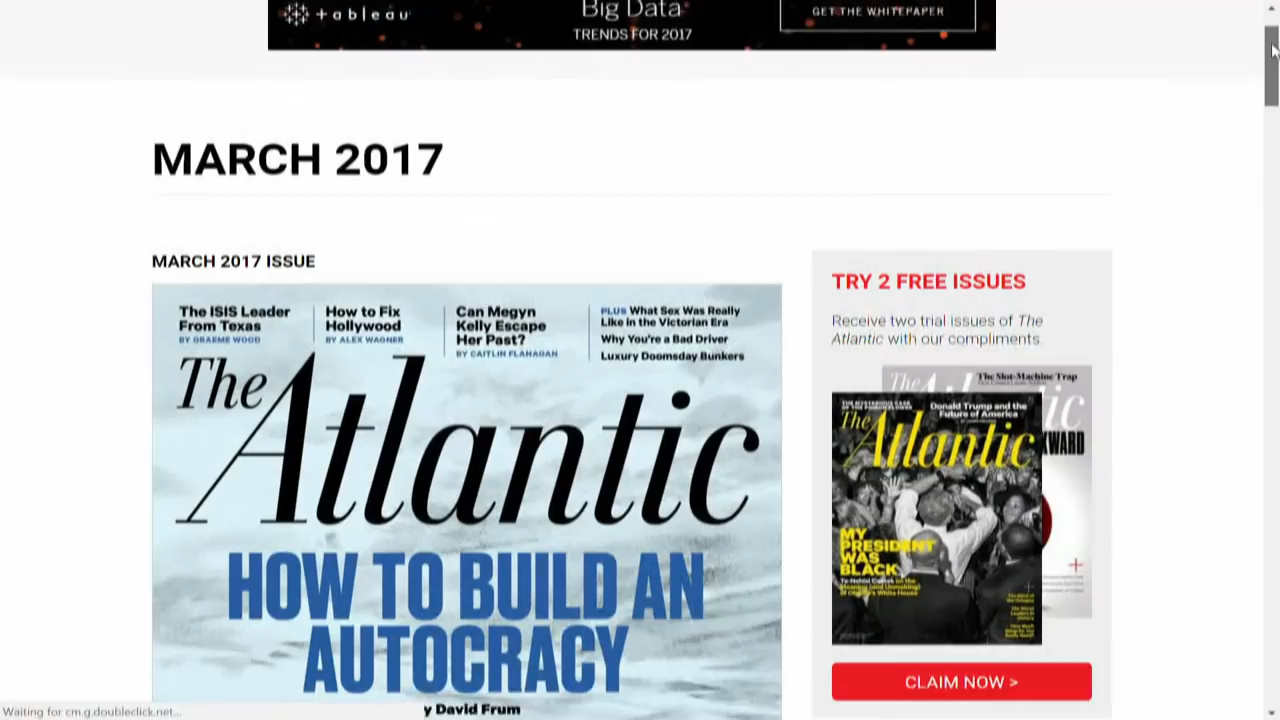 + a b l e a u
Big Data
TRENDS FOR 2017
GET THE WHITEPAPER
MARCH 2017
MARCH 2017 ISSUE
The ISIS Leader
From Texas
BY GRAEME WOOD
How to Fix
Hollywood
BY ALEX WAGNER
Can Megyn
Kelly Escape
Her Past?
BY CAITLIN FLANAGAN
PLUS What Sex Was Really
Like in the Victorian Era
Why You're a Bad Driver
Luxury Doomsday Bunkers
The
Atlantic
HOW TO BUILD AN
AUTOCRACY
y David Frum
TRY 2 FREE ISSUES
Receive two trial issues of The
Atlantic with our compliments.
The Slot-Machine Trap
Donald Trump and the
Future of America
The
Atlantic
KWARD
MY
PRESIDENT
WAS
BLACK
CLAIM NOW >
Waiting for cm.g.doubleclick.net...